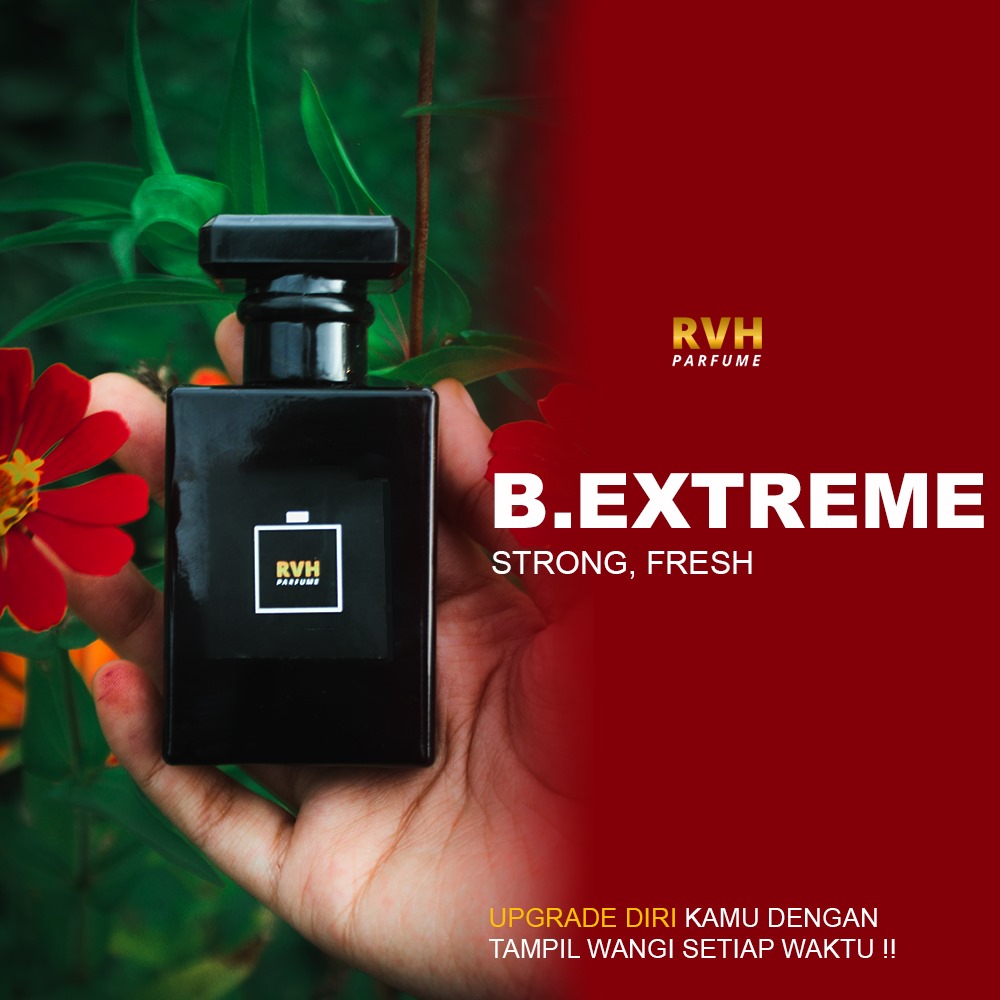 RVH
PARFUME
B.EXTREME
STRONG, FRESH
RVH
PARFUME
UPGRADE DIRI KAMU DENGAN
TAMPIL WANGI SETIAP WAKTU !!